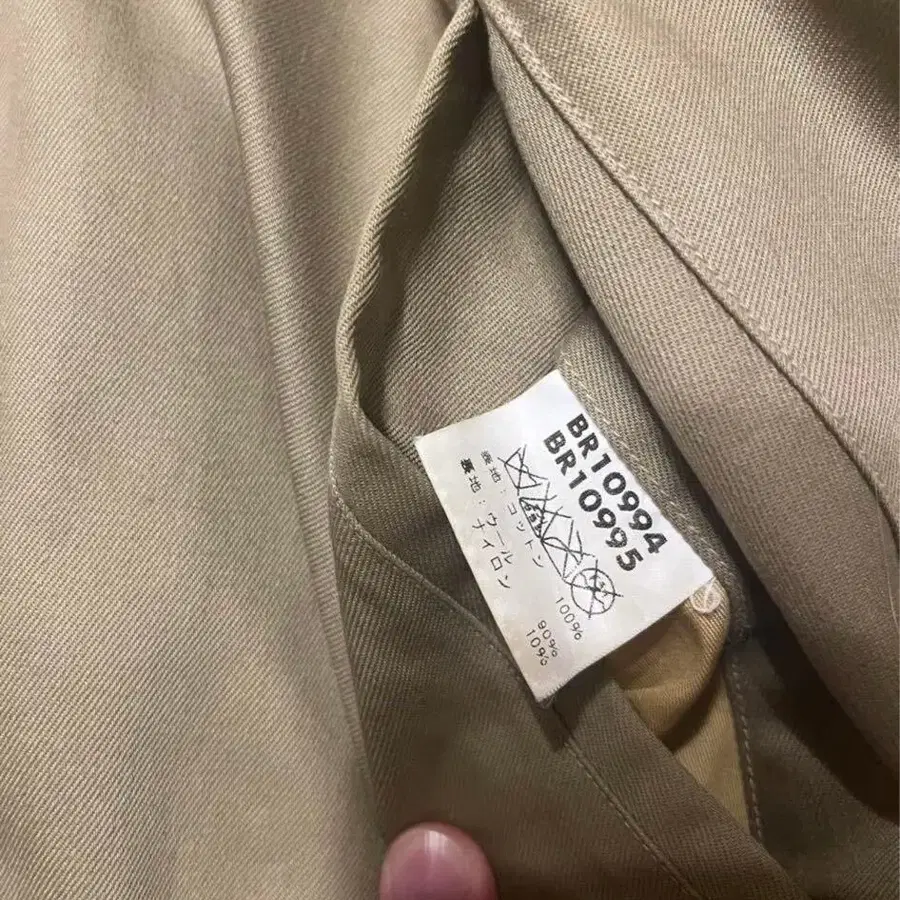 BR10994
BR10995
表地：コットン 100%
裏地：ウール 90%
ナイロン 10%